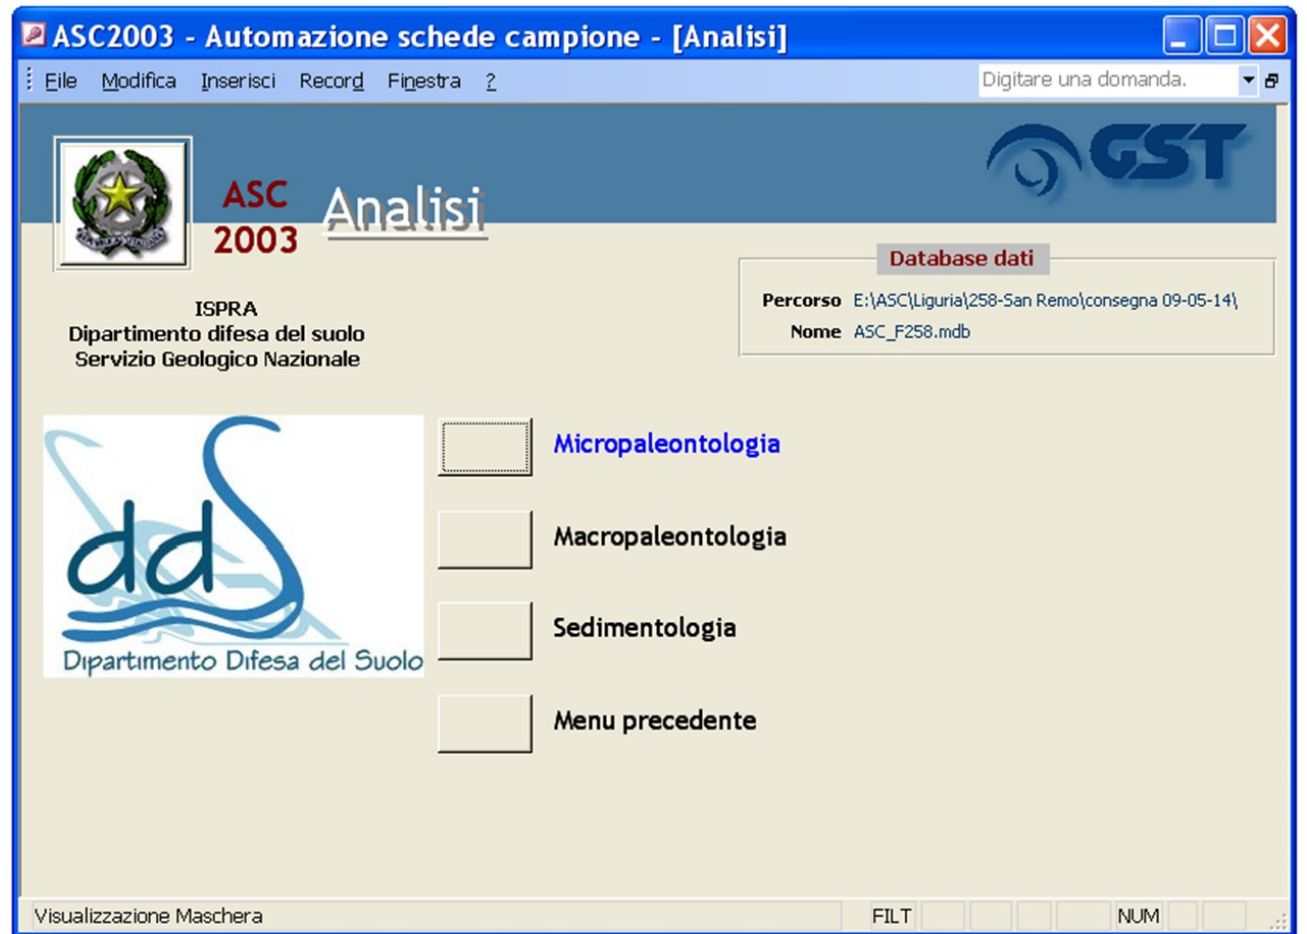 ASC2003 - Automazione schede campione - [Analisi]
File Modifica Inserisci Record Finestra ? Digitare una domanda.
GST
ASC
2003
Analisi
Database dati
Percorso E:\ASC\Liguria\258-San Remo\consegna 09-05-14\
Nome ASC_F258.mdb
ISPRA
Dipartimento difesa del suolo
Servizio Geologico Nazionale
ddS
Dipartimento Difesa del Suolo
Micropaleontologia
Macropaleontologia
Sedimentologia
Menu precedente
Visualizzazione Maschera FILT NUM